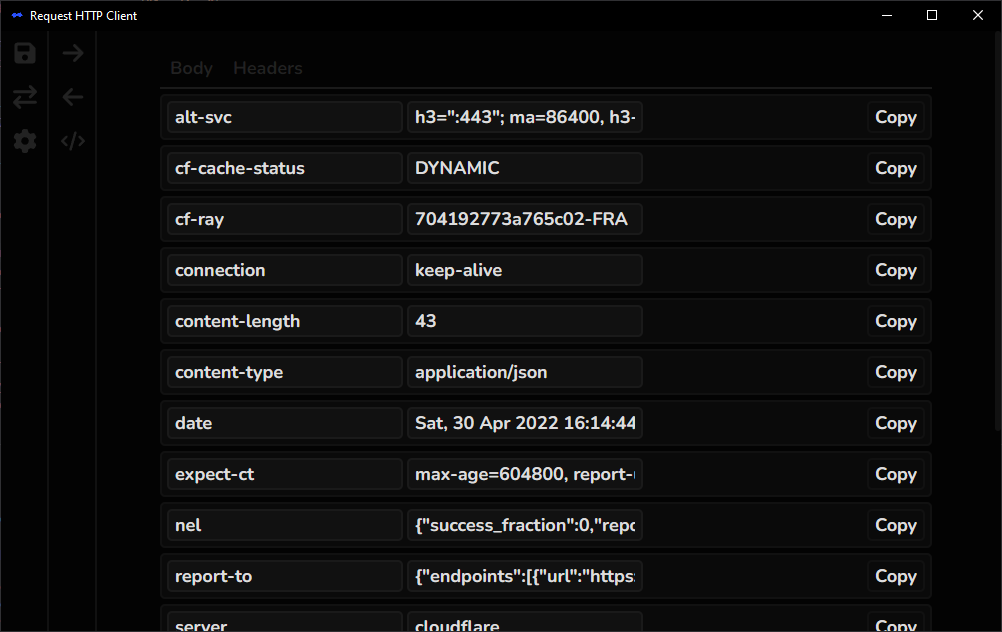 Request HTTP Client
Body Headers
alt-svc h3=":443"; ma=86400, h3- Copy
cf-cache-status DYNAMIC Copy
cf-ray 704192773a765c02-FRA Copy
connection keep-alive Copy
content-length 43 Copy
content-type application/json Copy
date Sat, 30 Apr 2022 16:14:44 Copy
expect-ct max-age=604800, report- Copy
nel {"success_fraction":0,"repo Copy
report-to {"endpoints":[{"url":"https: Copy
server cloudflare Copy